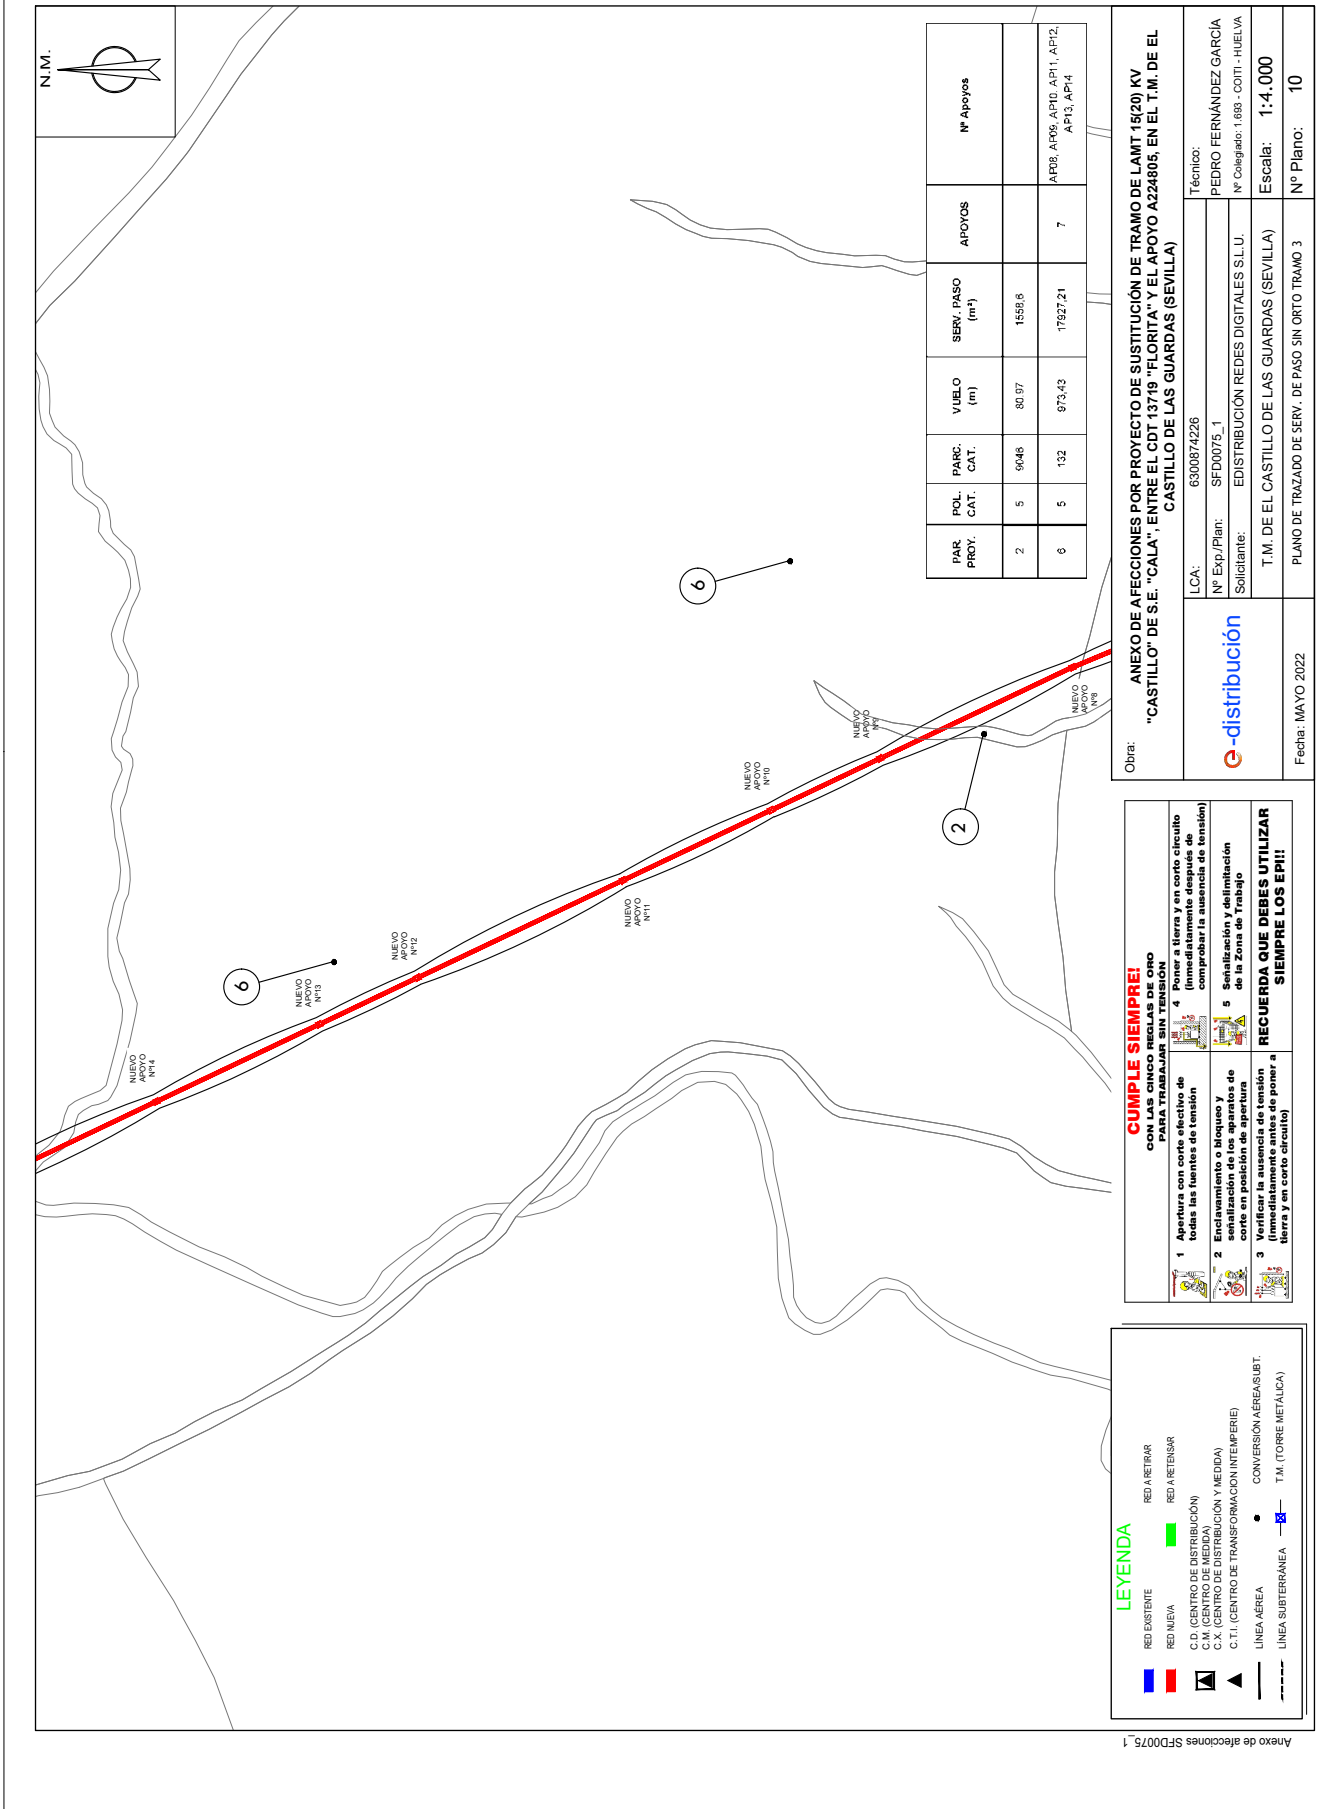 N.M.
PAR. PROY.
POL. CAT.
PARC. CAT.
VUELO (m)
SERV. PASO (m²)
APOYOS
Nº Apoyos
2 5 9046 80.97 1558,6
6 5 132 973,43 17927,21 7 AP08, AP09, AP10, AP11, AP12,
AP13, AP14
NUEVO
APOYO
Nº14
NUEVO
APOYO
Nº13
NUEVO
APOYO
Nº12
NUEVO
APOYO
Nº11
NUEVO
APOYO
Nº10
NUEVO
APOYO
Nº9
NUEVO
APOYO
Nº8
6
6
2
LEYENDA
RED EXISTENTE
RED A RETIRAR
RED NUEVA
RED A RETENSAR
C.D. (CENTRO DE DISTRIBUCIÓN)
C.M. (CENTRO DE MEDIDA)
C.X. (CENTRO DE DISTRIBUCIÓN Y MEDIDA)
C.T.I. (CENTRO DE TRANSFORMACION INTEMPERIE)
LÍNEA AÉREA
CONVERSIÓN AÉREA/SUBT.
LÍNEA SUBTERRÁNEA
T.M. (TORRE METÁLICA)
CUMPLE SIEMPRE!
CON LAS CINCO REGLAS DE ORO
PARA TRABAJAR SIN TENSIÓN
1 Apertura con corte efectivo de
todas las fuentes de tensión
2 Enclavamiento o bloqueo y
señalización de los aparatos de
corte en posición de apertura
3 Verificar la ausencia de tensión
(inmediatamente antes de poner a
tierra y en corto circuito)
4 Poner a tierra y en corto circuito
(inmediatamente después de
comprobar la ausencia de tensión)
5 Señalización y delimitación
de la Zona de Trabajo
RECUERDA QUE DEBES UTILIZAR
SIEMPRE LOS EPI!!
Obra:
ANEXO DE AFECCIONES POR PROYECTO DE SUSTITUCIÓN DE TRAMO DE LAMT 15(20) KV
"CASTILLO" DE S.E. "CALA", ENTRE EL CDT 13719 "FLORITA" Y EL APOYO A224805, EN EL T.M. DE EL
CASTILLO DE LAS GUARDAS (SEVILLA)
e-distribución
LCA: 6300874226
Nº Exp./Plan: SFD0075_1
Solicitante: EDISTRIBUCIÓN REDES DIGITALES S.L.U.
Técnico:
PEDRO FERNÁNDEZ GARCÍA
Nº Colegiado: 1.693 - COITI - HUELVA
T.M. DE EL CASTILLO DE LAS GUARDAS (SEVILLA)
Escala: 1:4.000
Fecha: MAYO 2022
PLANO DE TRAZADO DE SERV. DE PASO SIN ORTO TRAMO 3
Nº Plano: 10
Anexo de afecciones SFD0075_1